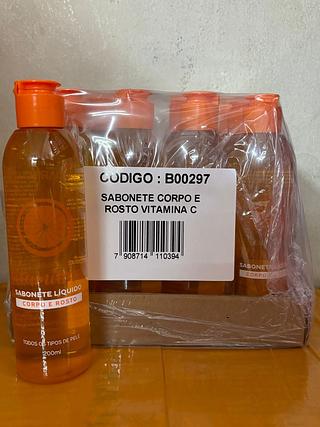 CODIGO : B00297
SABONETE CORPO E
ROSTO VITAMINA C
7 908714 110394
SABONETE LÍQUIDO
CORPO E ROSTO
TODOS OS TIPOS DE PELE
200ml
SABONETE
CORPO E